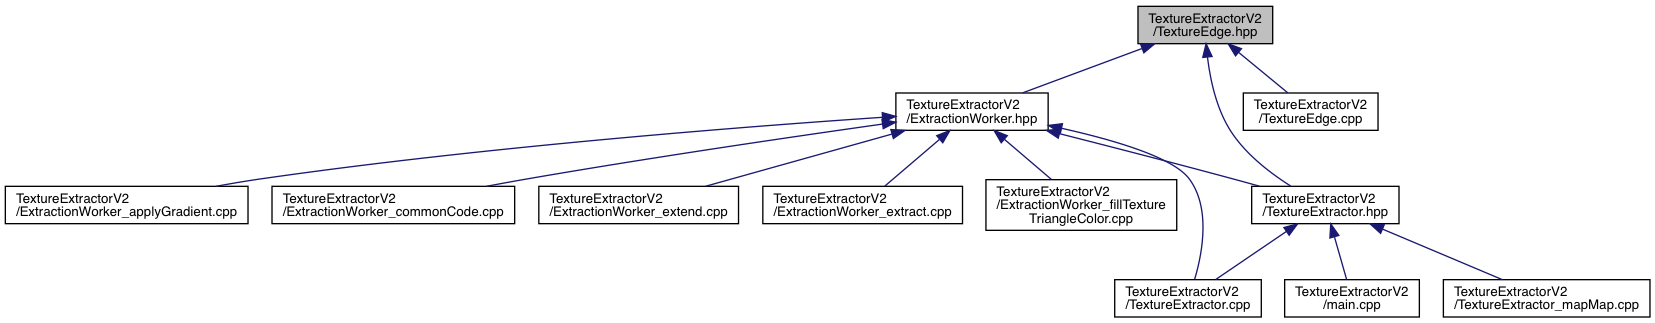 TextureExtractorV2
/TextureEdge.hpp
TextureExtractorV2
/ExtractionWorker.hpp
TextureExtractorV2
/TextureEdge.cpp
TextureExtractorV2
/ExtractionWorker_applyGradient.cpp
TextureExtractorV2
/ExtractionWorker_commonCode.cpp
TextureExtractorV2
/ExtractionWorker_extend.cpp
TextureExtractorV2
/ExtractionWorker_extract.cpp
TextureExtractorV2
/ExtractionWorker_fillTexture
TriangleColor.cpp
TextureExtractorV2
/TextureExtractor.hpp
TextureExtractorV2
/TextureExtractor.cpp
TextureExtractorV2
/main.cpp
TextureExtractorV2
/TextureExtractor_mapMap.cpp